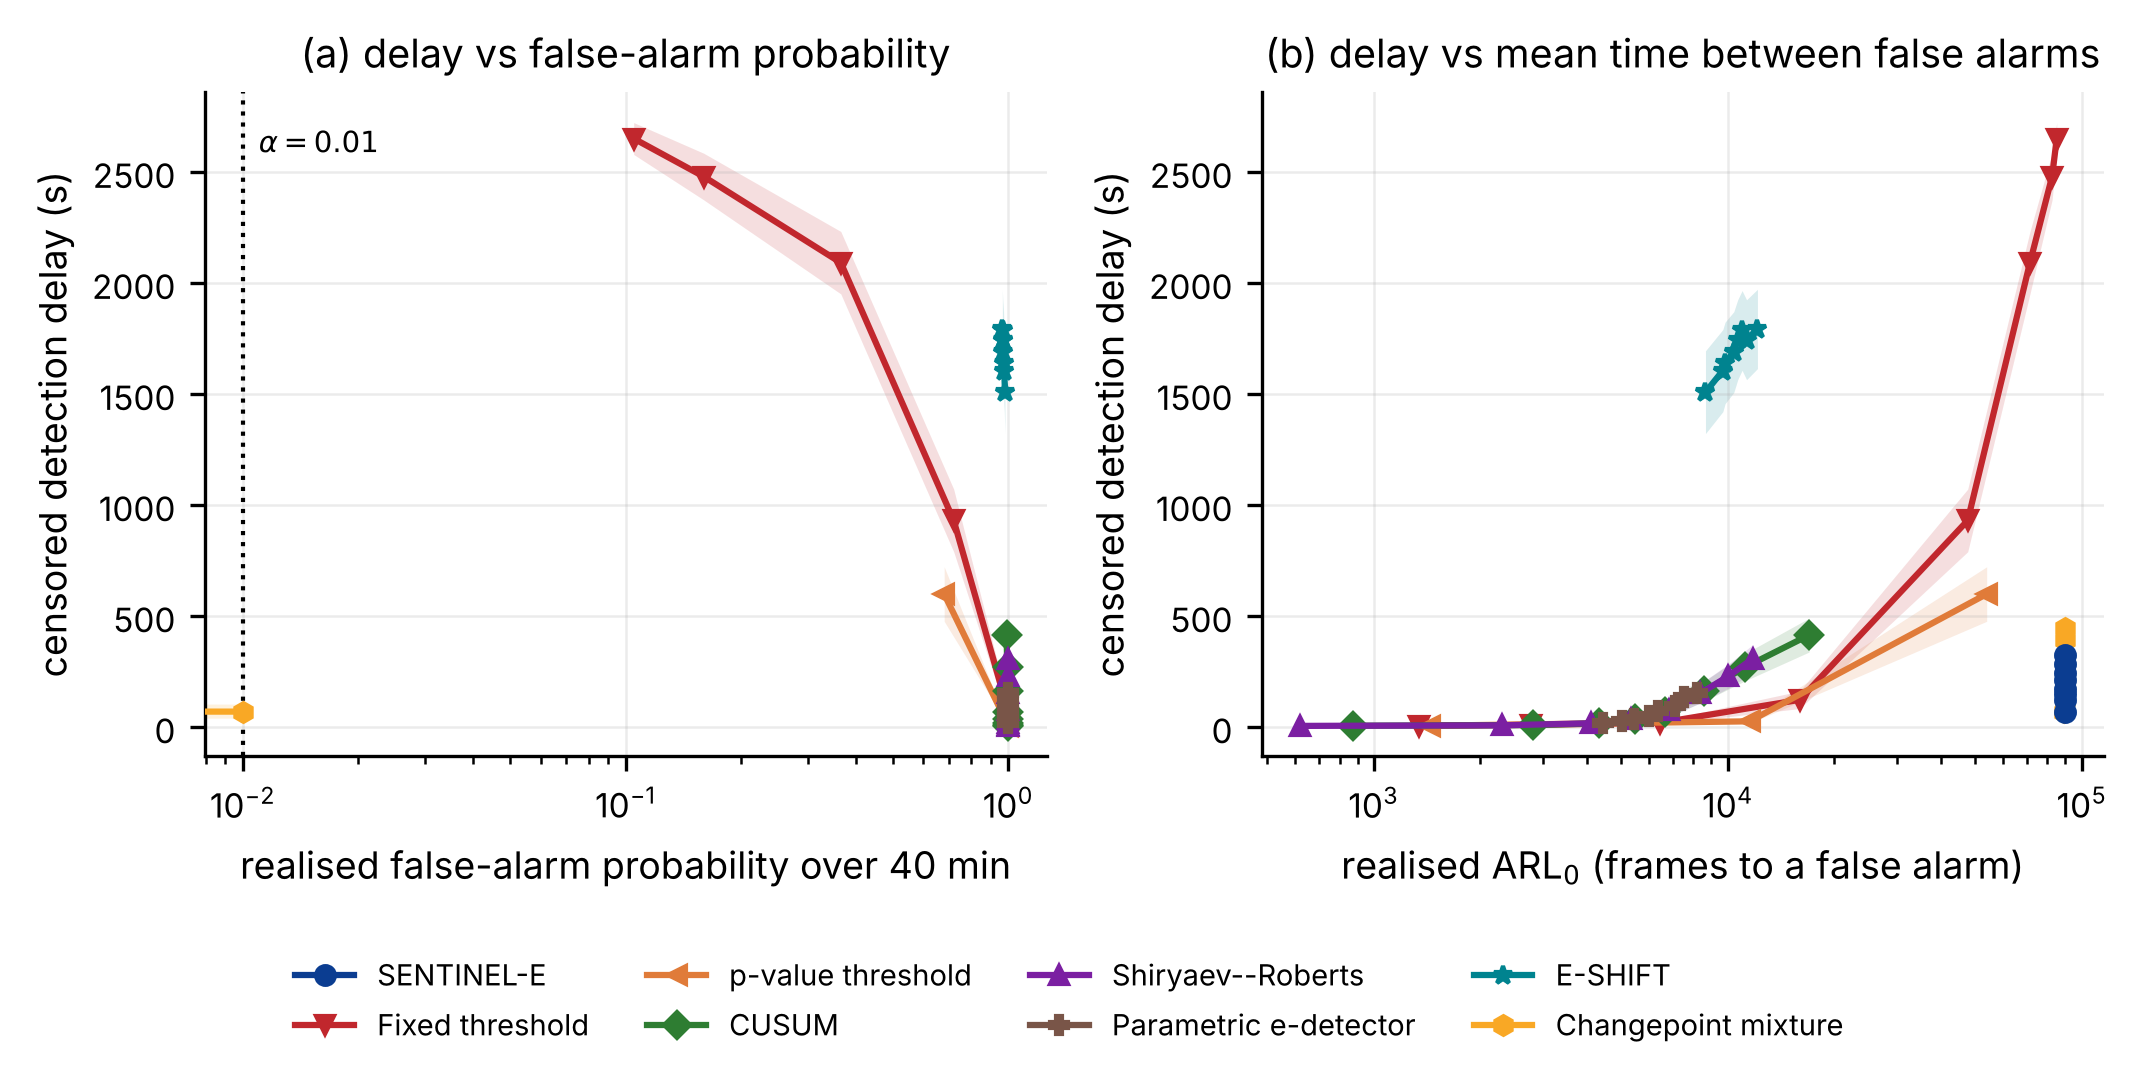 (a) delay vs false-alarm probability
(b) delay vs mean time between false alarms
α = 0.01
censored detection delay (s)
2500
2000
1500
1000
500
0
10⁻²
10⁻¹
10⁰
realised false-alarm probability over 40 min
censored detection delay (s)
2500
2000
1500
1000
500
0
10³
10⁴
10⁵
realised ARL₀ (frames to a false alarm)
SENTINEL-E
p-value threshold
Shiryaev--Roberts
E-SHIFT
Fixed threshold
CUSUM
Parametric e-detector
Changepoint mixture